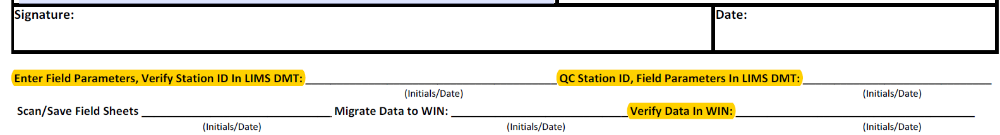 Signature: Date:
Enter Field Parameters, Verify Station ID In LIMS DMT: QC Station ID, Field Parameters In LIMS DMT:
(Initials/Date) (Initials/Date)
Scan/Save Field Sheets Migrate Data to WIN: Verify Data In WIN:
(Initials/Date) (Initials/Date) (Initials/Date)